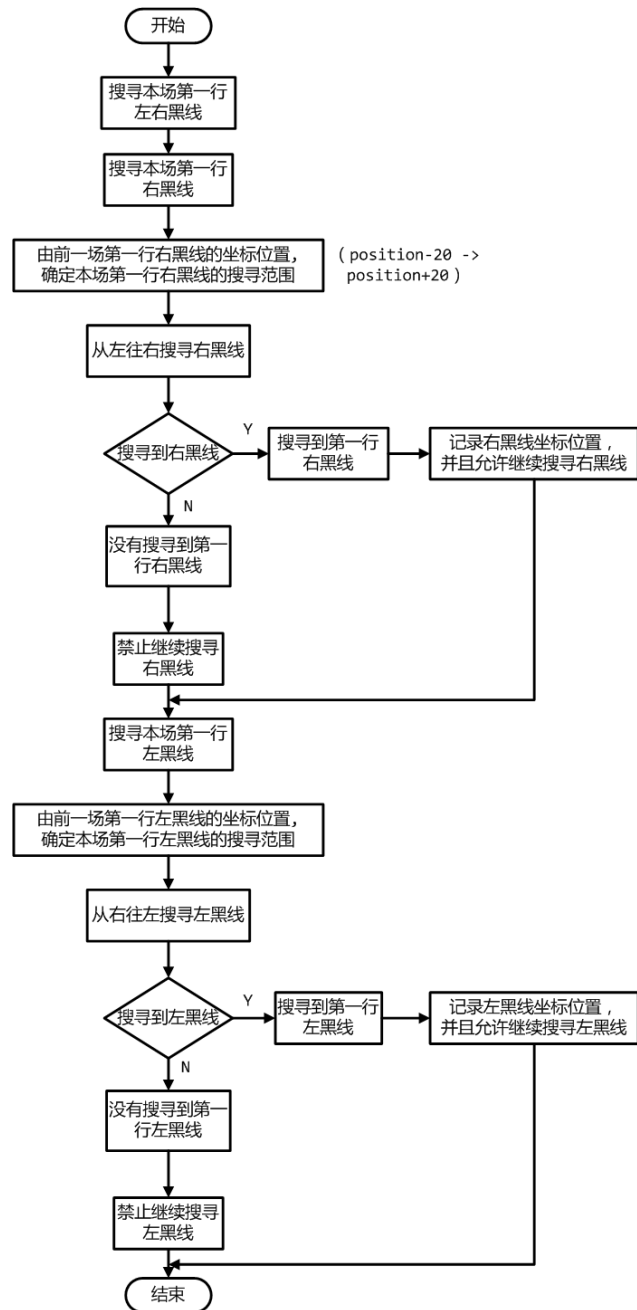 开始
搜寻本场第一行
左右黑线
搜寻本场第一行
右黑线
由前一场第一行右黑线的坐标位置，
确定本场第一行右黑线的搜寻范围
(position-20 ->
position+20)
从左往右搜寻右黑线
搜寻到右黑线
Y
搜寻到第一行
右黑线
记录右黑线坐标位置，
并且允许继续搜寻右黑线
N
没有搜寻到第一
行右黑线
禁止继续搜寻
右黑线
搜寻本场第一行
左黑线
由前一场第一行左黑线的坐标位置，
确定本场第一行左黑线的搜寻范围
从右往左搜寻左黑线
搜寻到左黑线
Y
搜寻到第一行
左黑线
记录左黑线坐标位置，
并且允许继续搜寻左黑线
N
没有搜寻到第一
行左黑线
禁止继续搜寻
左黑线
结束